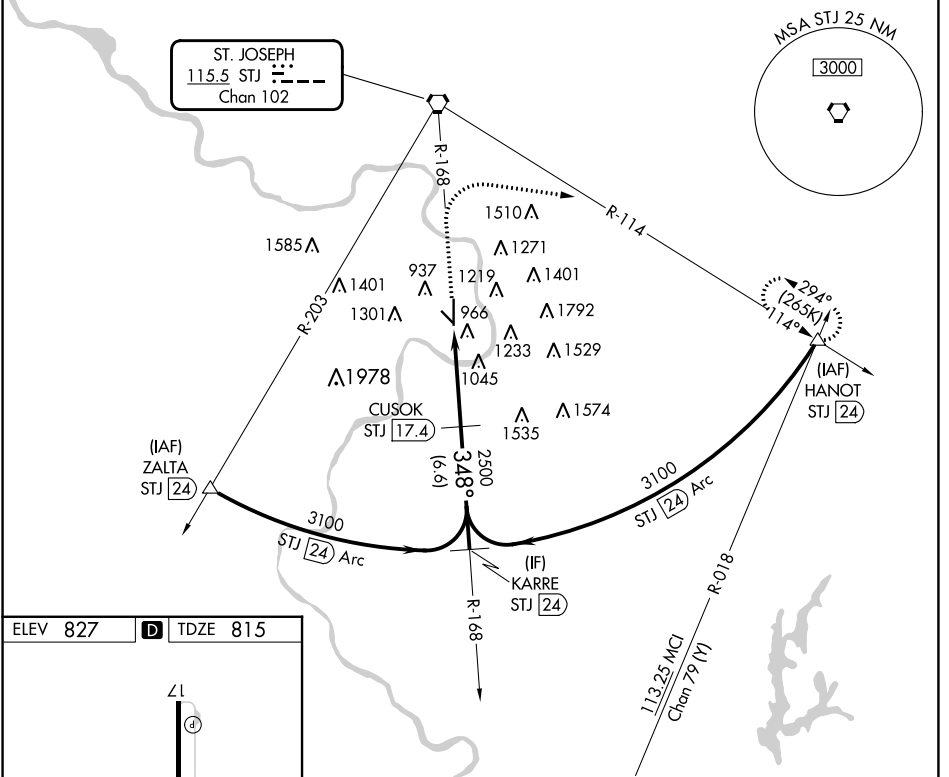 ST. JOSEPH
115.5 STJ
Chan 102
MSA STJ 25 NM
3000
R-168
R-114
R-203
1510
1585
1271
937
1219
1401
1401
1301
966
1792
1233
1529
1045
1978
294°
(265K)
114°
(IAF)
HANOT
STJ 24
CUSOK
STJ 17.4
1535
1574
(IAF)
ZALTA
STJ 24
348°
2500
(6.6)
3100
STJ 24 Arc
3100
STJ 24 Arc
(IF)
KARRE
STJ 24
R-168
R-018
113.25 MCI
Chan 79 (Y)
ELEV 827 D TDZE 815
17
P